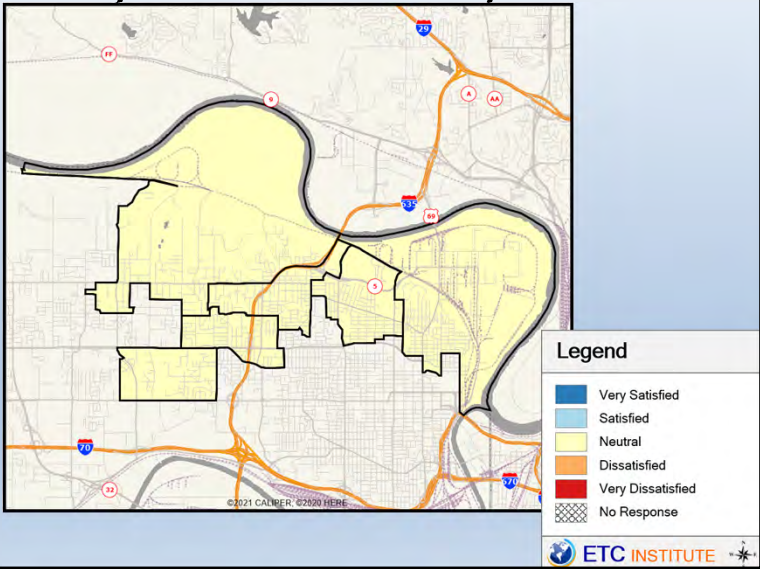 29
FF
A
AA
9
635
69
5
70
32
670
©2021 CALIPER; ©2020 HERE
Legend
Very Satisfied
Satisfied
Neutral
Dissatisfied
Very Dissatisfied
No Response
ETC INSTITUTE